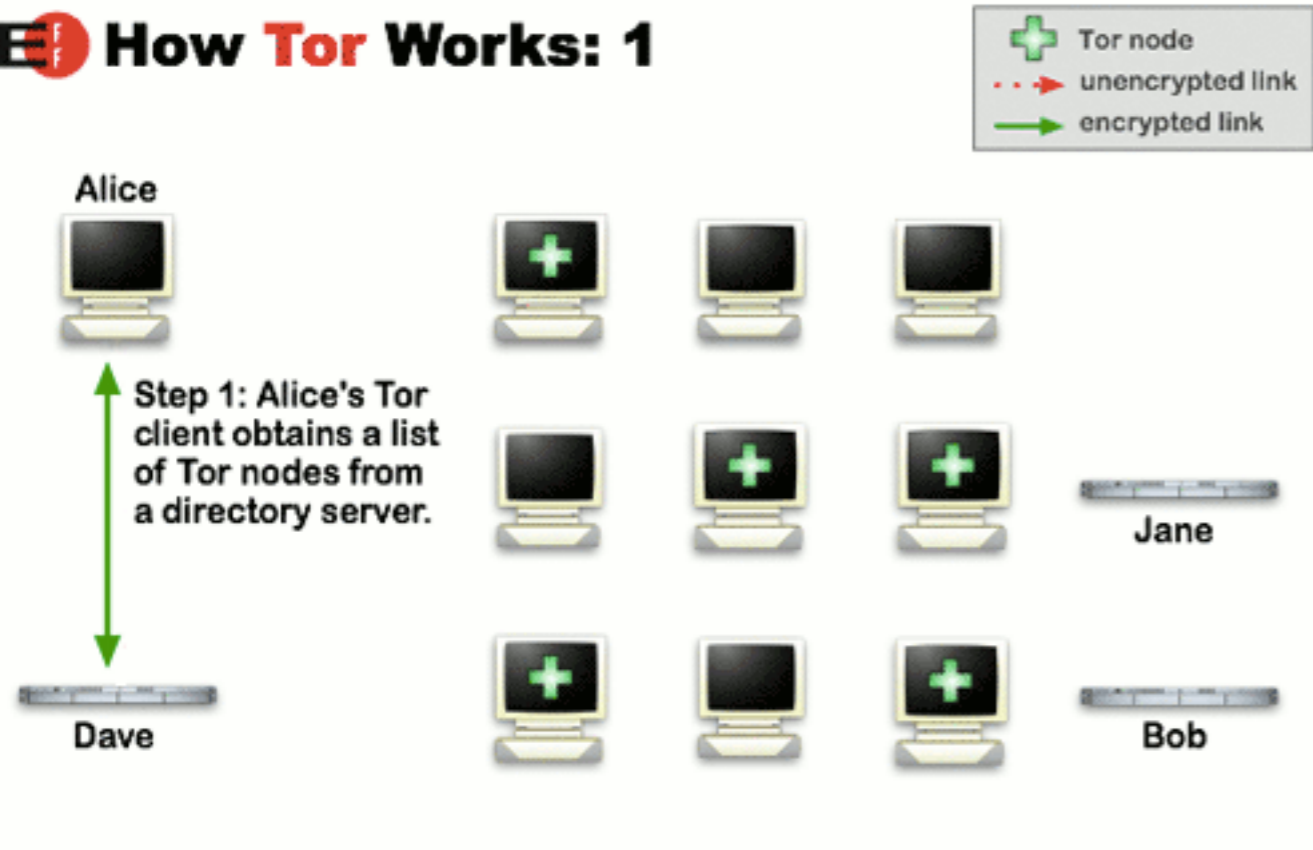 E F F How Tor Works: 1
Tor node
unencrypted link
encrypted link
Alice
Step 1: Alice's Tor
client obtains a list
of Tor nodes from
a directory server.
Jane
Dave
Bob